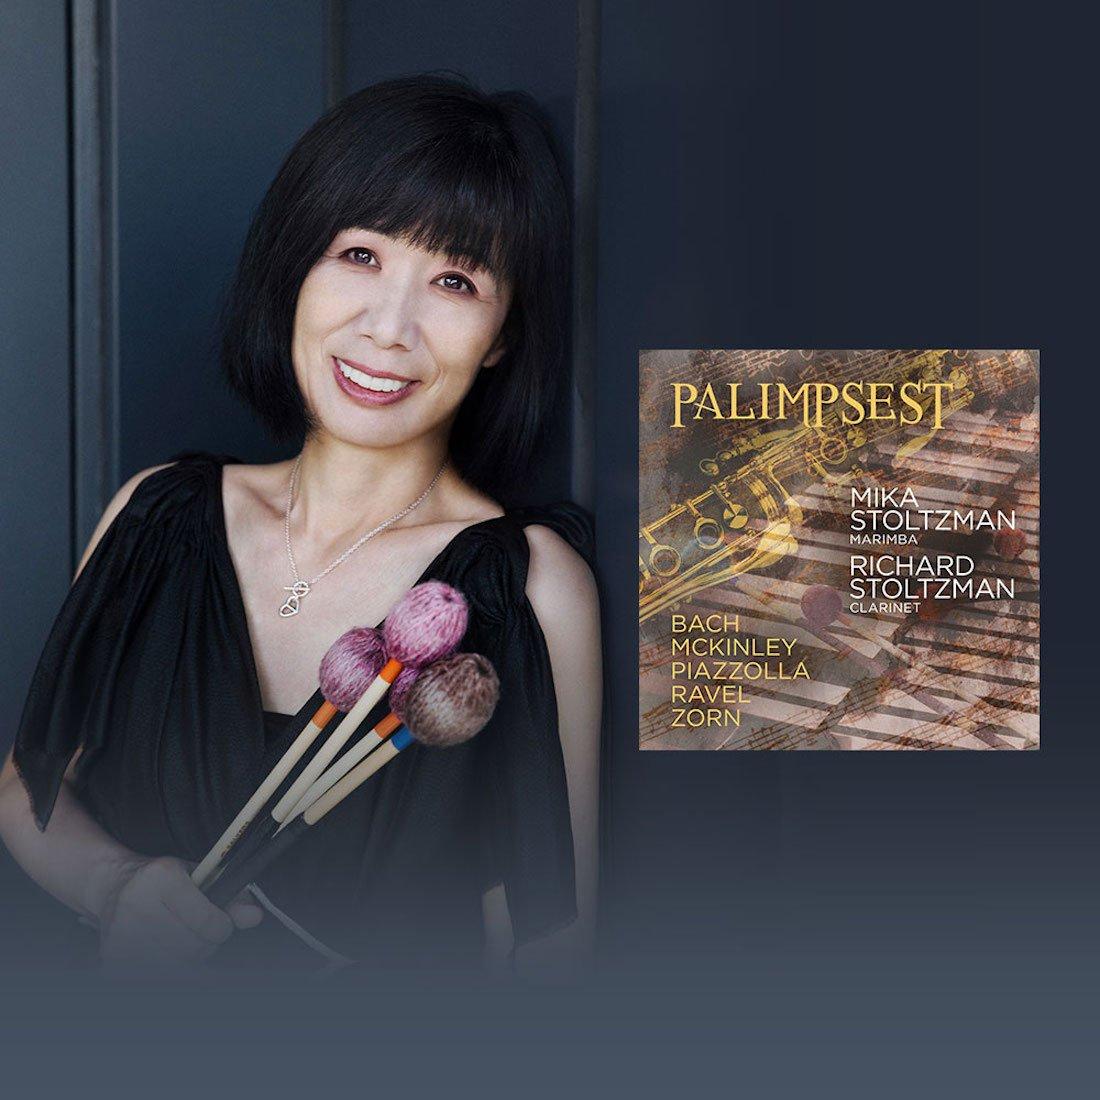 PALIMPSEST
MIKA
STOLTZMAN
MARIMBA
RICHARD
STOLTZMAN
CLARINET
BACH
MCKINLEY
PIAZZOLLA
RAVEL
ZORN